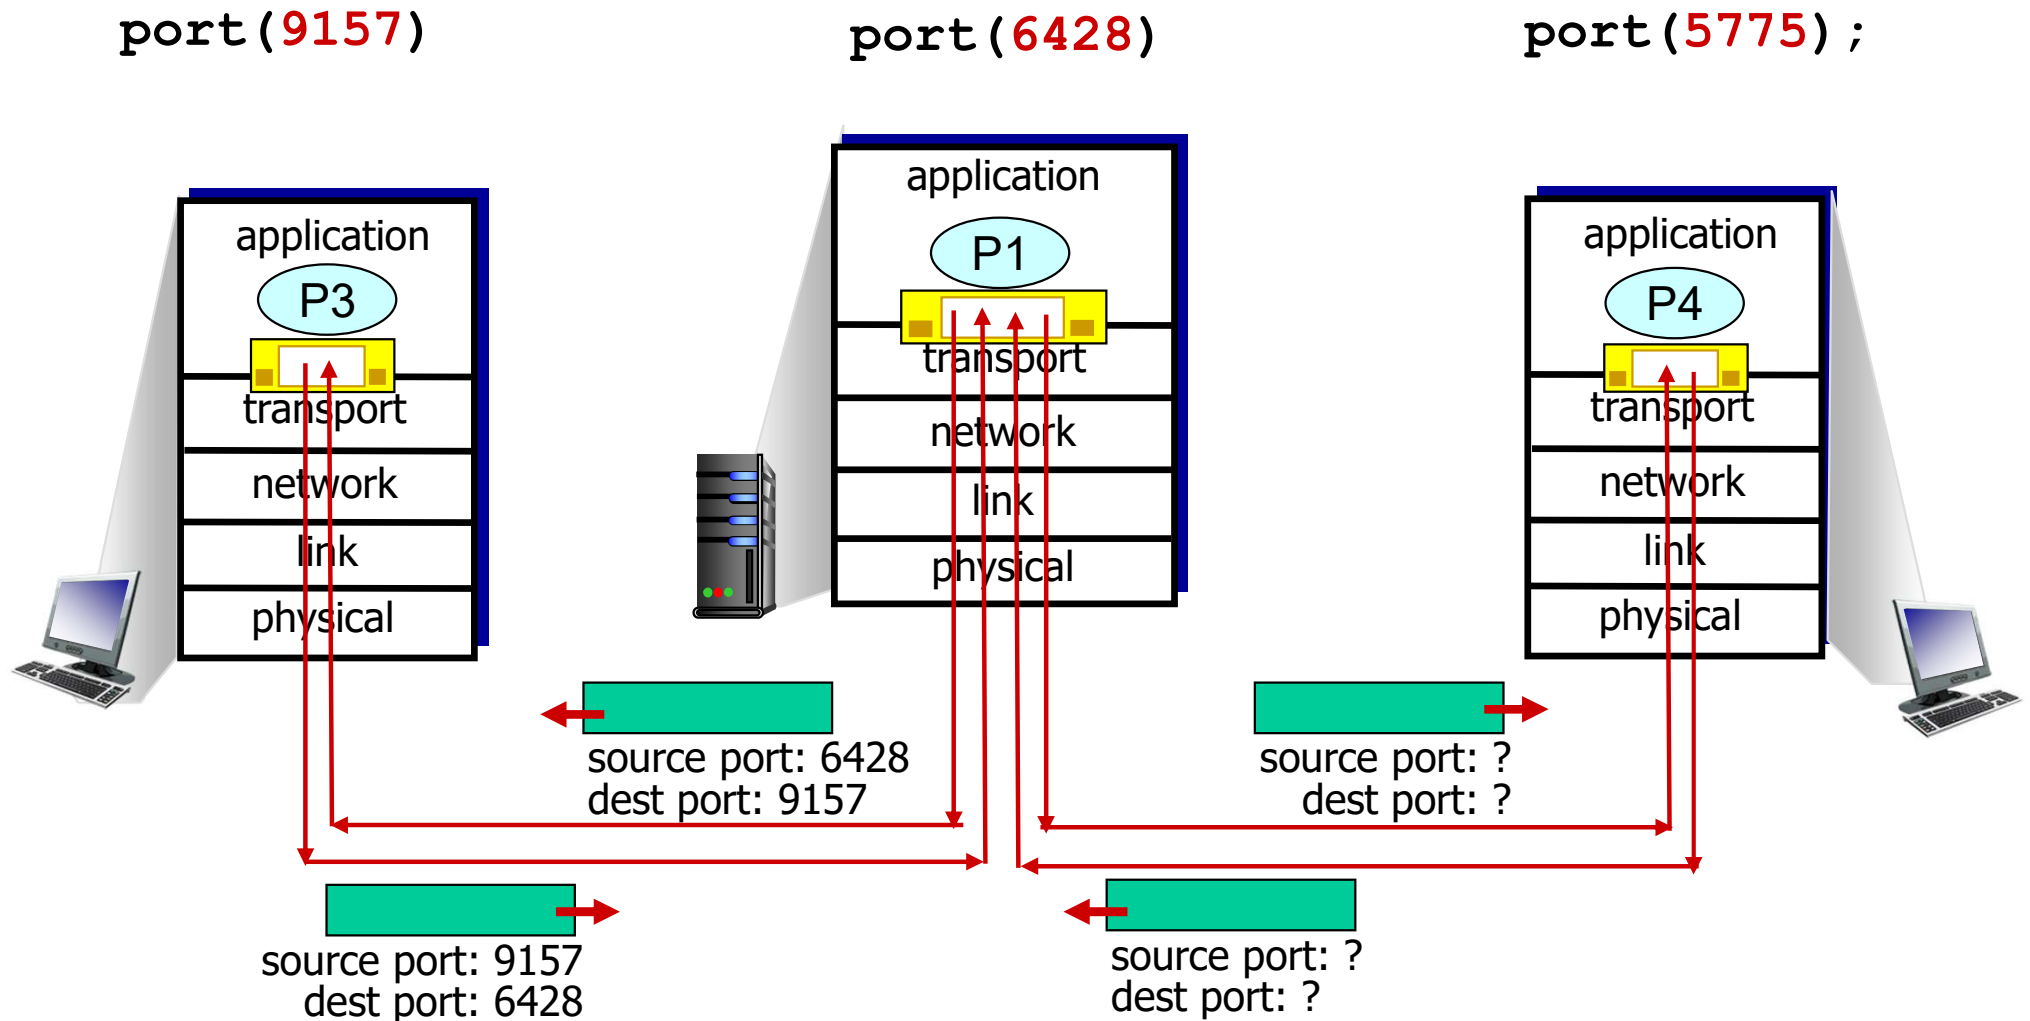 port(9157)
port(6428)
port(5775);
application
P3
transport
network
link
physical
application
P1
transport
network
link
physical
application
P4
transport
network
link
physical
source port: 6428
dest port: 9157
source port: ?
dest port: ?
source port: 9157
dest port: 6428
source port: ?
dest port: ?